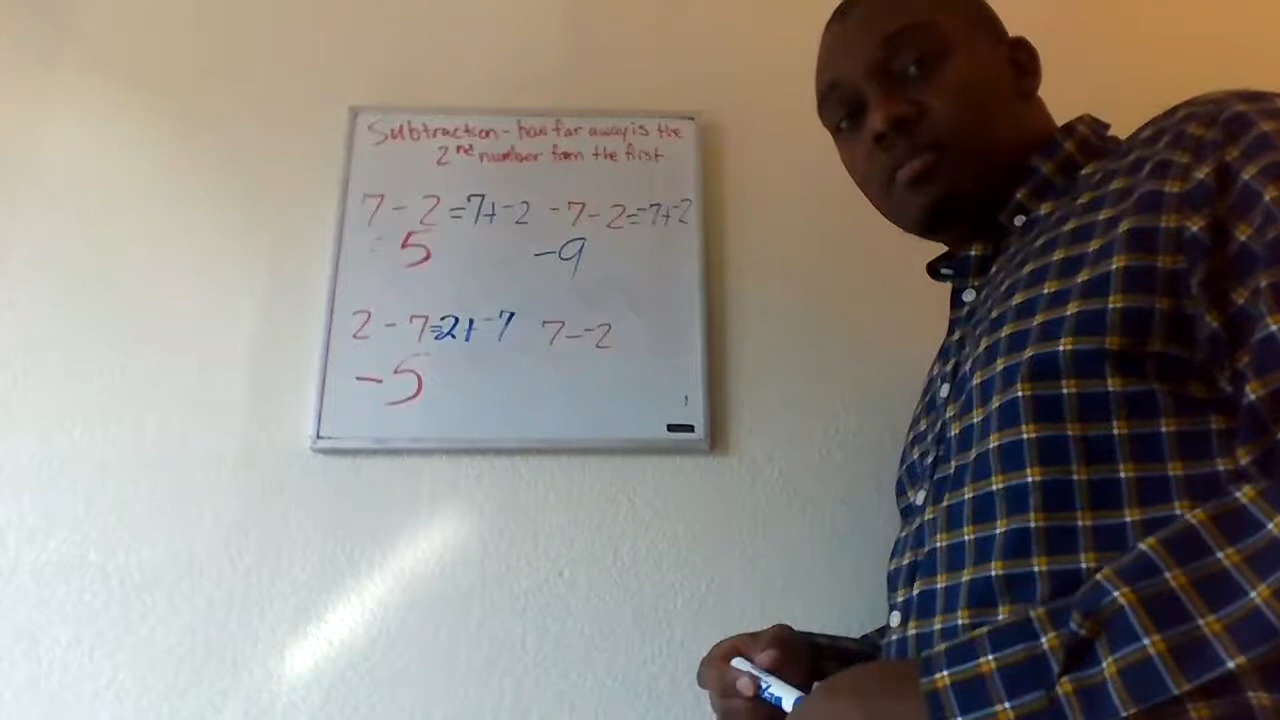 Subtraction - how far away is the
2nd number from the first
7 - 2 = 7 + -2   -7 - 2 = -7 + -2
5   -9
2 - 7 = 2 + -7   7 - -2
-5